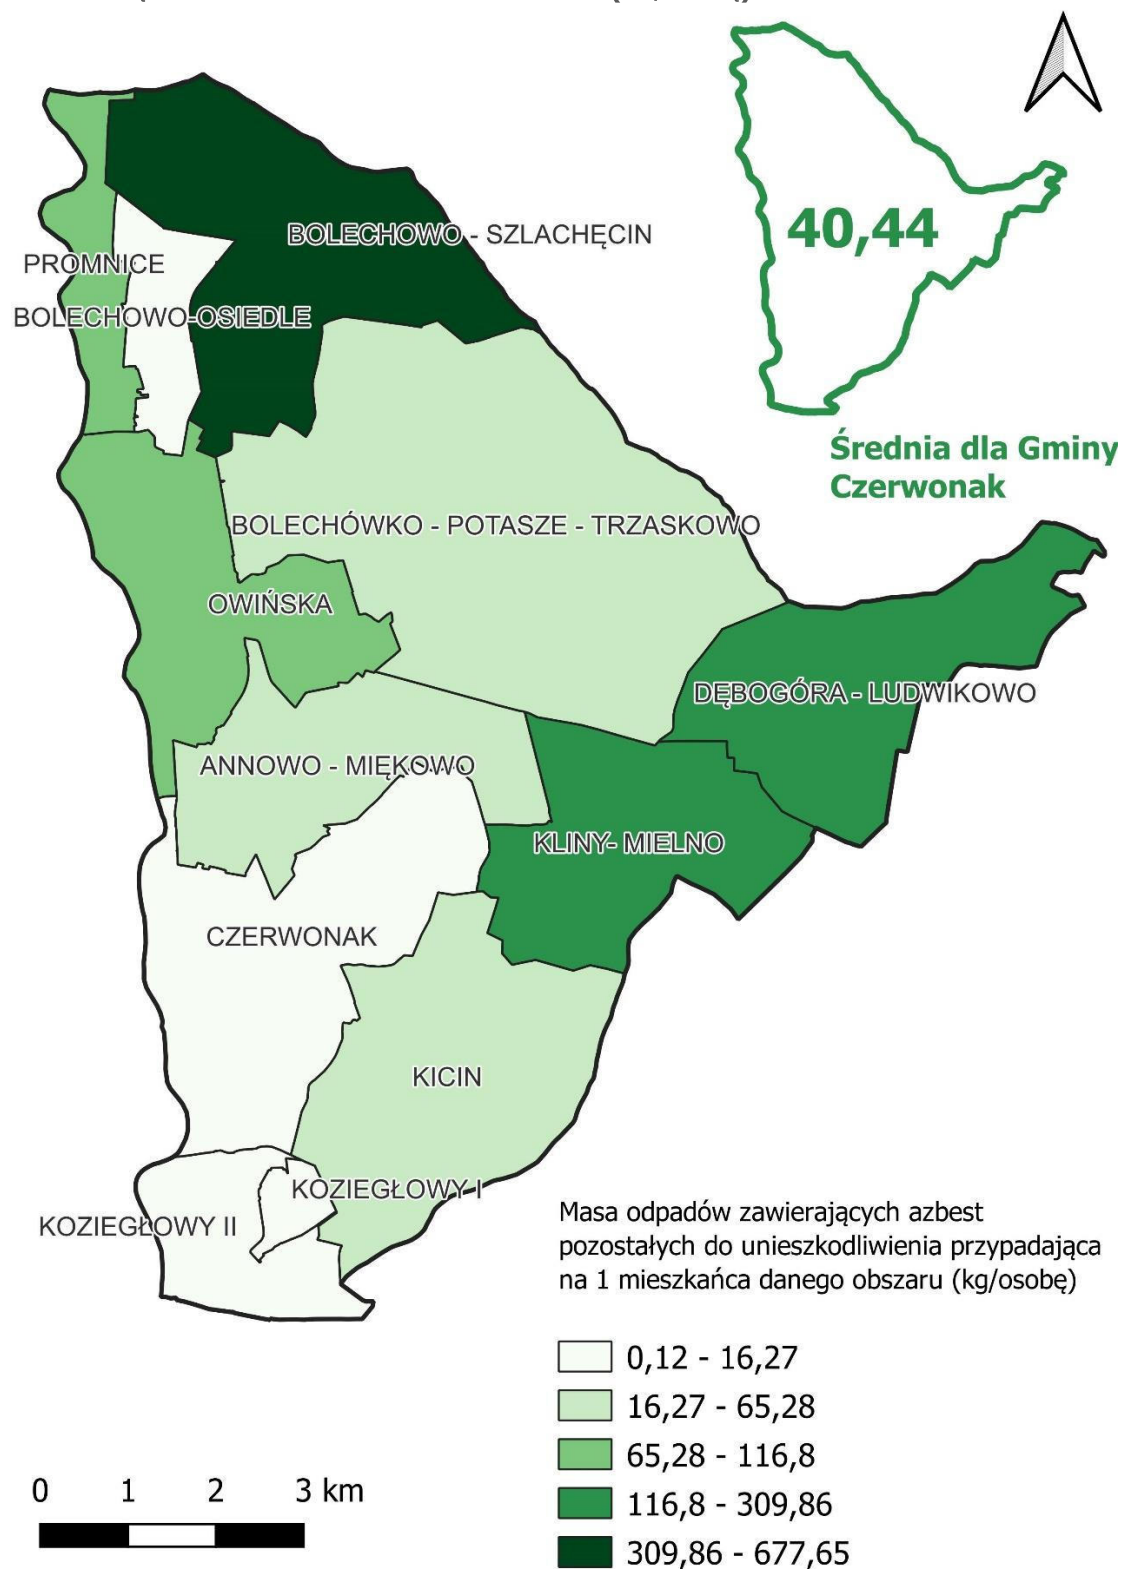 40,44
BOLECHOWO - SZLACHĘCIN
PROMNICE
BOLECHOWO-OSIEDLE
Średnia dla Gminy
Czerwonak
BOLECHÓWKO - POTASZE - TRZASKOWO
OWIŃSKA
DĘBOGÓRA - LUDWIKOWO
ANNOWO - MIĘKOWO
KLINY- MIELNO
CZERWONAK
KICIN
KOZIEGŁOWY I
KOZIEGŁOWY II
Masa odpadów zawierających azbest
pozostałych do unieszkodliwienia przypadająca
na 1 mieszkańca danego obszaru (kg/osobę)
0,12 - 16,27
16,27 - 65,28
65,28 - 116,8
116,8 - 309,86
309,86 - 677,65
0 1 2 3 km